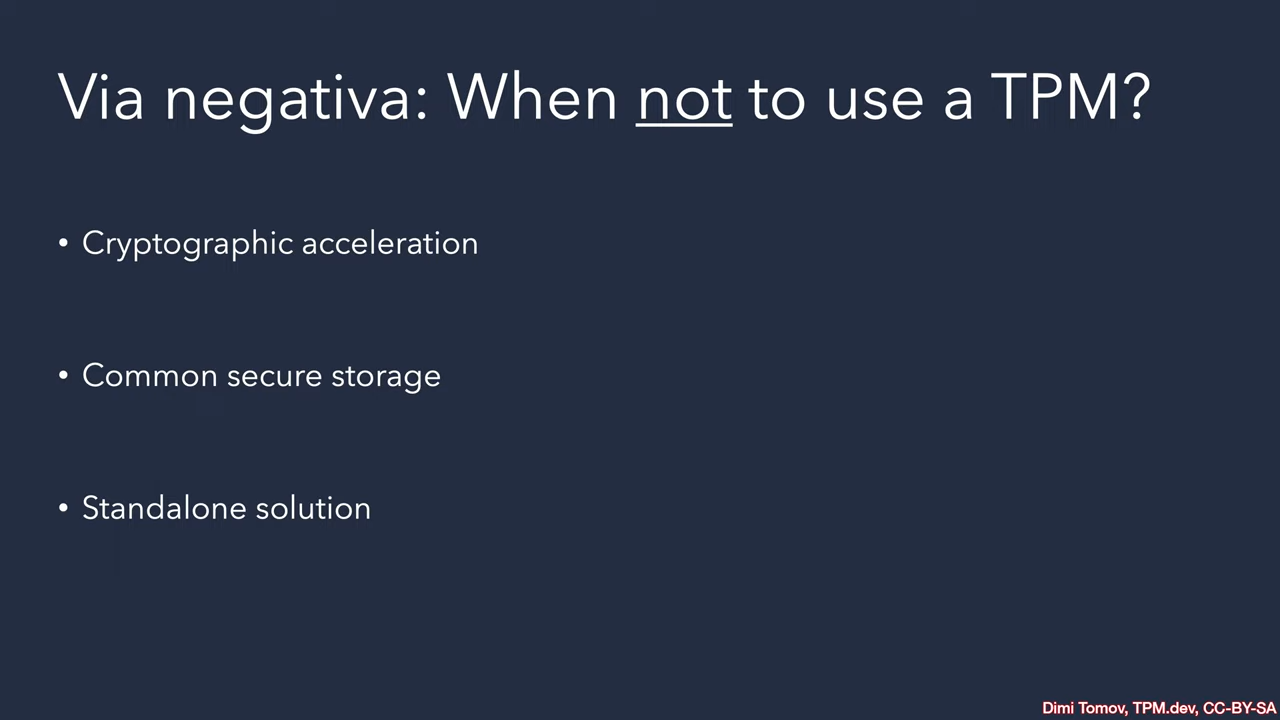 Via negativa: When not to use a TPM?
• Cryptographic acceleration
• Common secure storage
• Standalone solution
Dimi Tomov, TPM.dev, CC-BY-SA